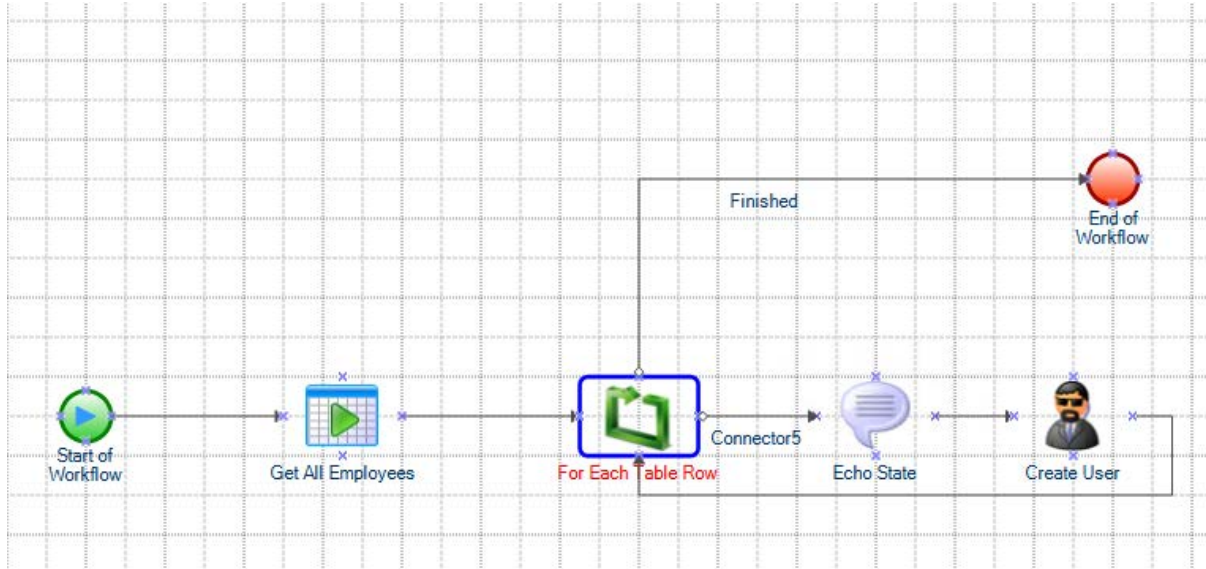 Finished
End of
Workflow
Start of
Workflow
Get All Employees
For Each Table Row
Connector5
Echo State
Create User